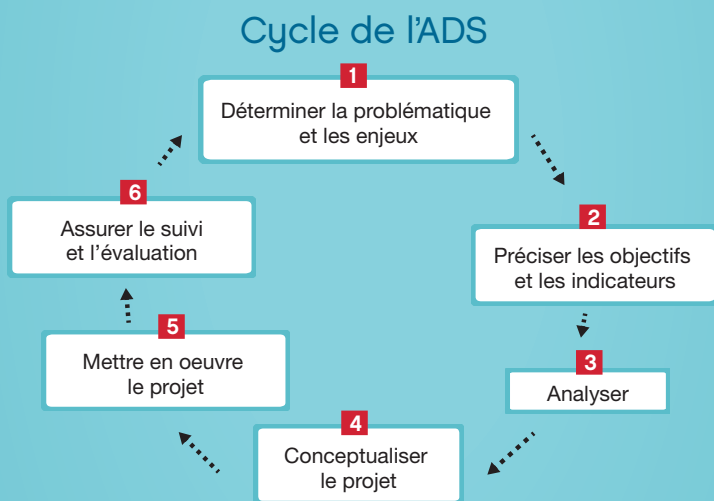 Cycle de l'ADS
1
Déterminer la problématique
et les enjeux
2
Préciser les objectifs
et les indicateurs
3
Analyser
4
Conceptualiser
le projet
5
Mettre en oeuvre
le projet
6
Assurer le suivi
et l'évaluation